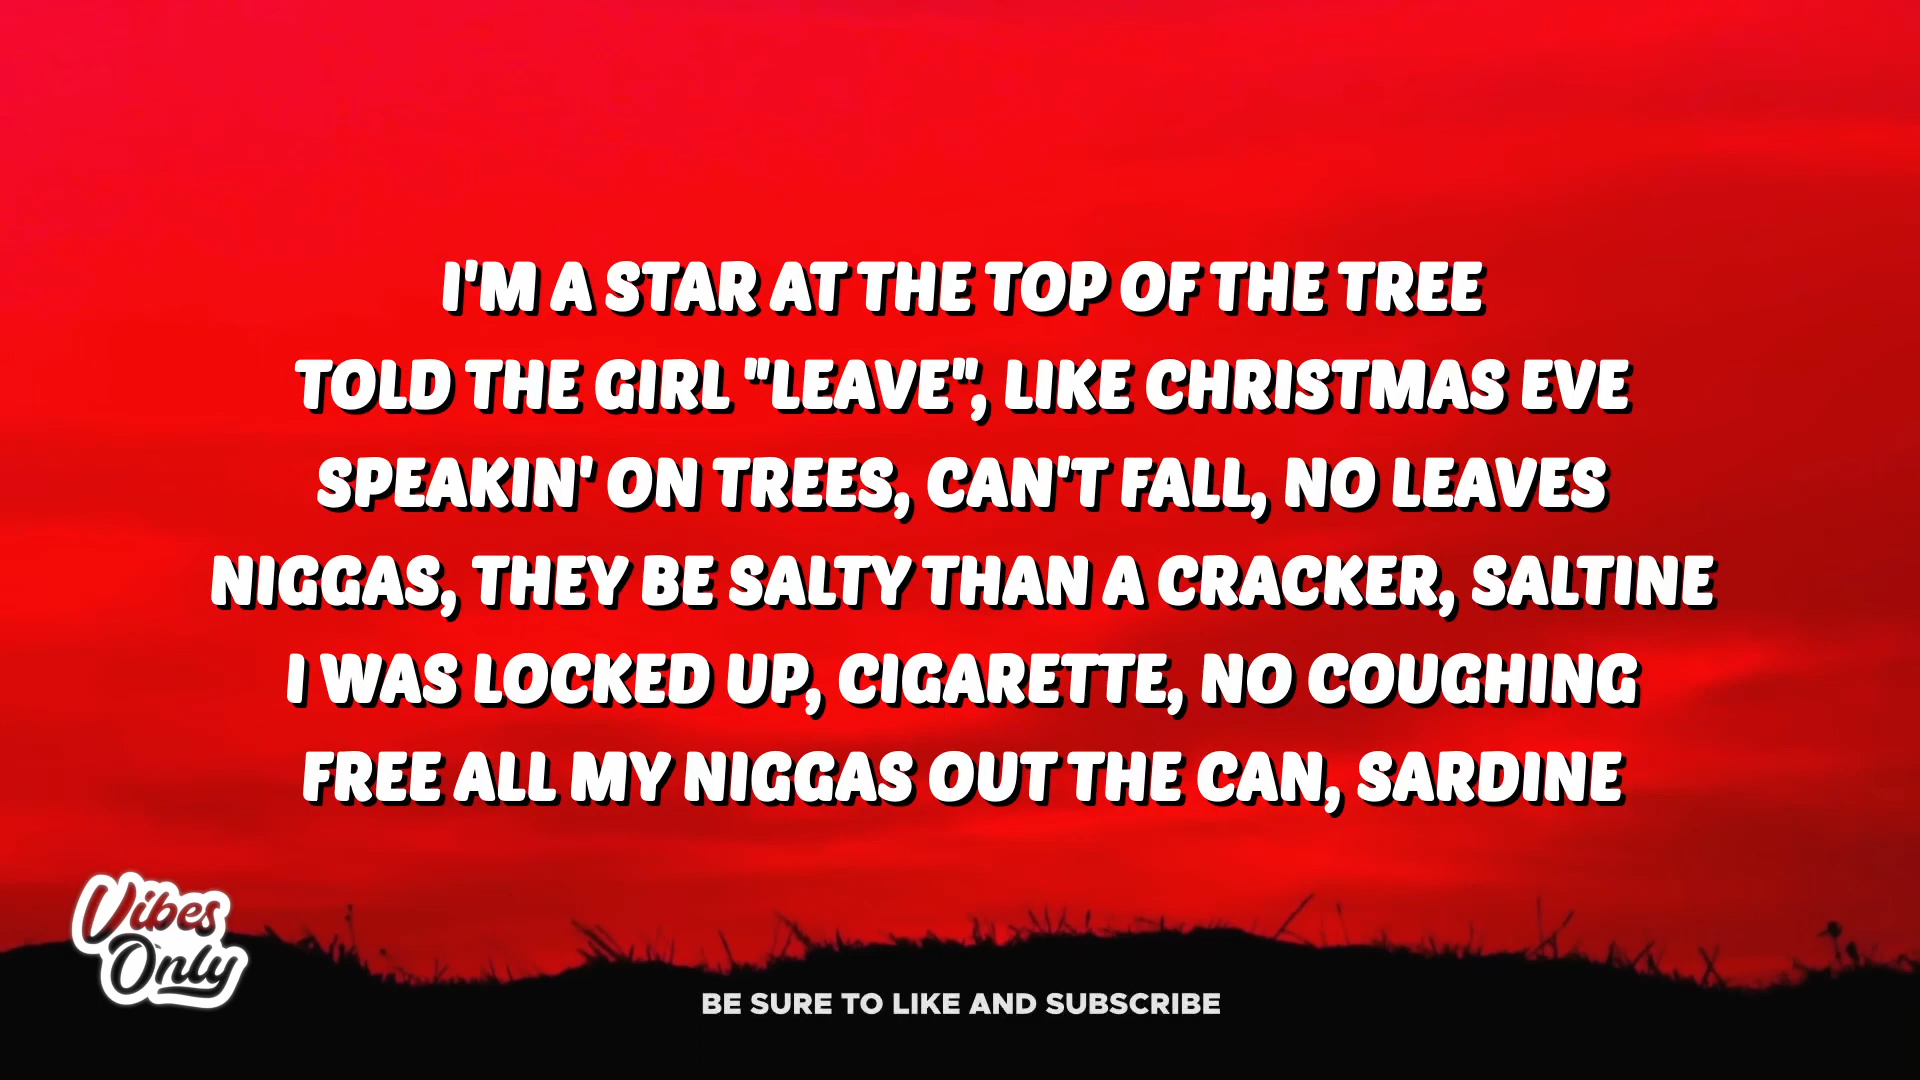 I'M A STAR AT THE TOP OF THE TREE
TOLD THE GIRL "LEAVE", LIKE CHRISTMAS EVE
SPEAKIN' ON TREES, CAN'T FALL, NO LEAVES
NIGGAS, THEY BE SALTY THAN A CRACKER, SALTINE
I WAS LOCKED UP, CIGARETTE, NO COUGHING
FREE ALL MY NIGGAS OUT THE CAN, SARDINE
Vibes
Only
BE SURE TO LIKE AND SUBSCRIBE